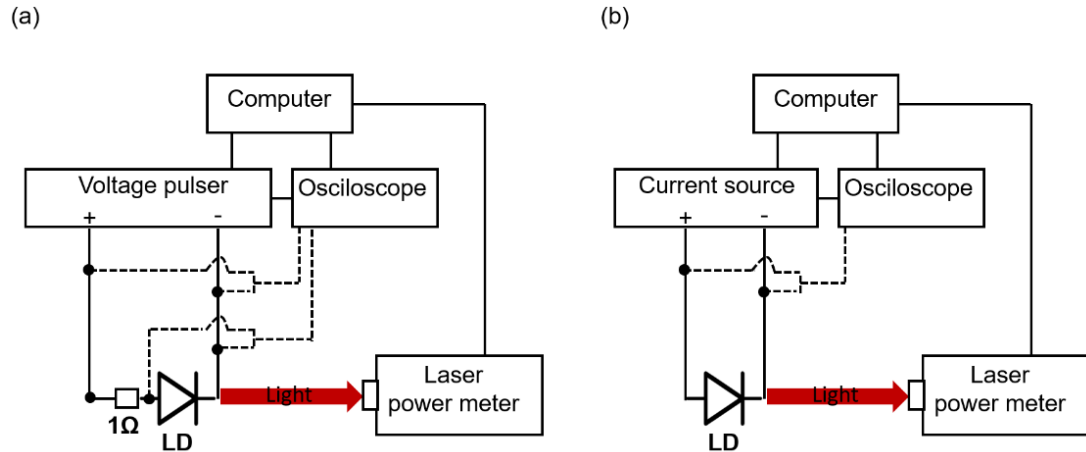 (a)
(b)
Computer
Voltage pulser
Osciloscope
+
-
1Ω
LD
Light
Laser
power meter
Computer
Current source
Osciloscope
+
-
LD
Light
Laser
power meter